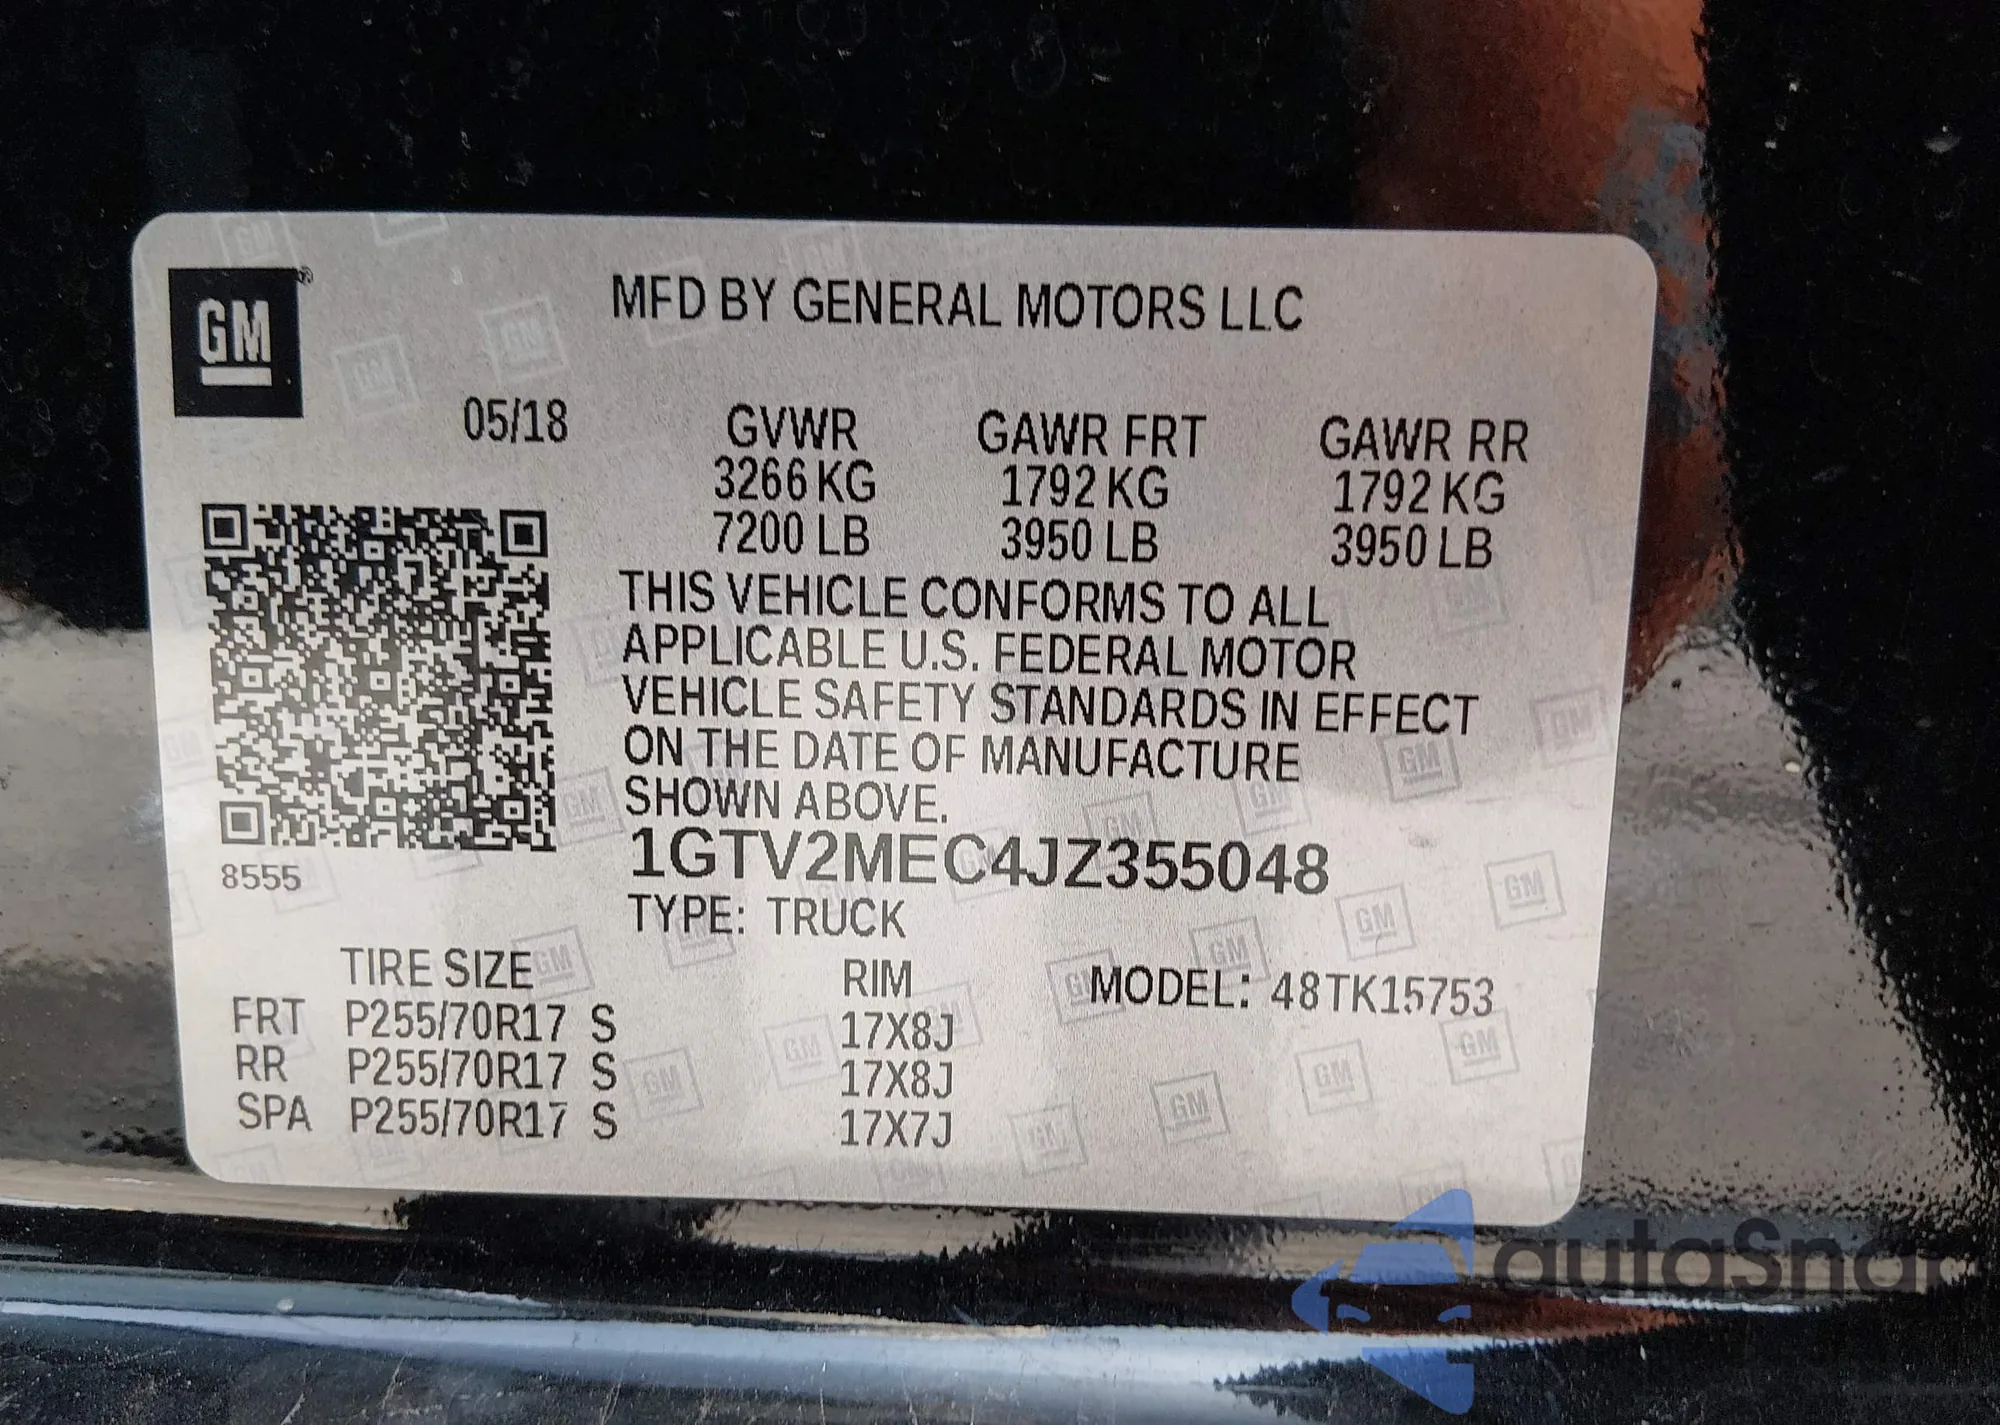 GM ®
MFD BY GENERAL MOTORS LLC
05/18 GVWR GAWR FRT GAWR RR
3266 KG 1792 KG 1792 KG
7200 LB 3950 LB 3950 LB
THIS VEHICLE CONFORMS TO ALL
APPLICABLE U.S. FEDERAL MOTOR
VEHICLE SAFETY STANDARDS IN EFFECT
ON THE DATE OF MANUFACTURE
SHOWN ABOVE.
8555
1GTV2MEC4JZ355048
TYPE: TRUCK
TIRE SIZE RIM MODEL: 48TK15753
FRT P255/70R17 S 17X8J
RR P255/70R17 S 17X8J
SPA P255/70R17 S 17X7J
autaSnap